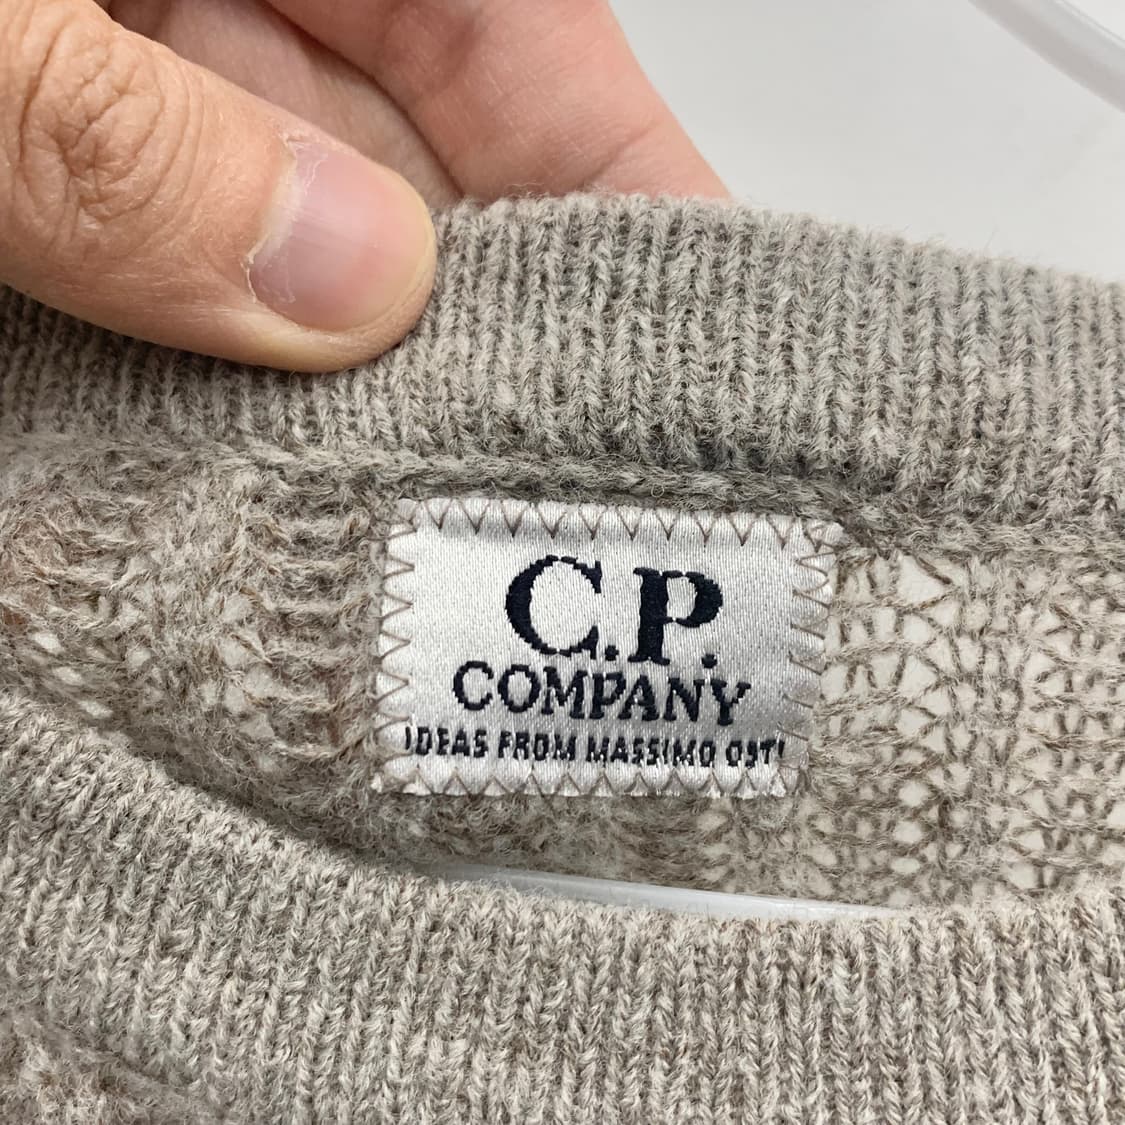 C.P.
COMPANY
IDEAS FROM MASSIMO OSTI